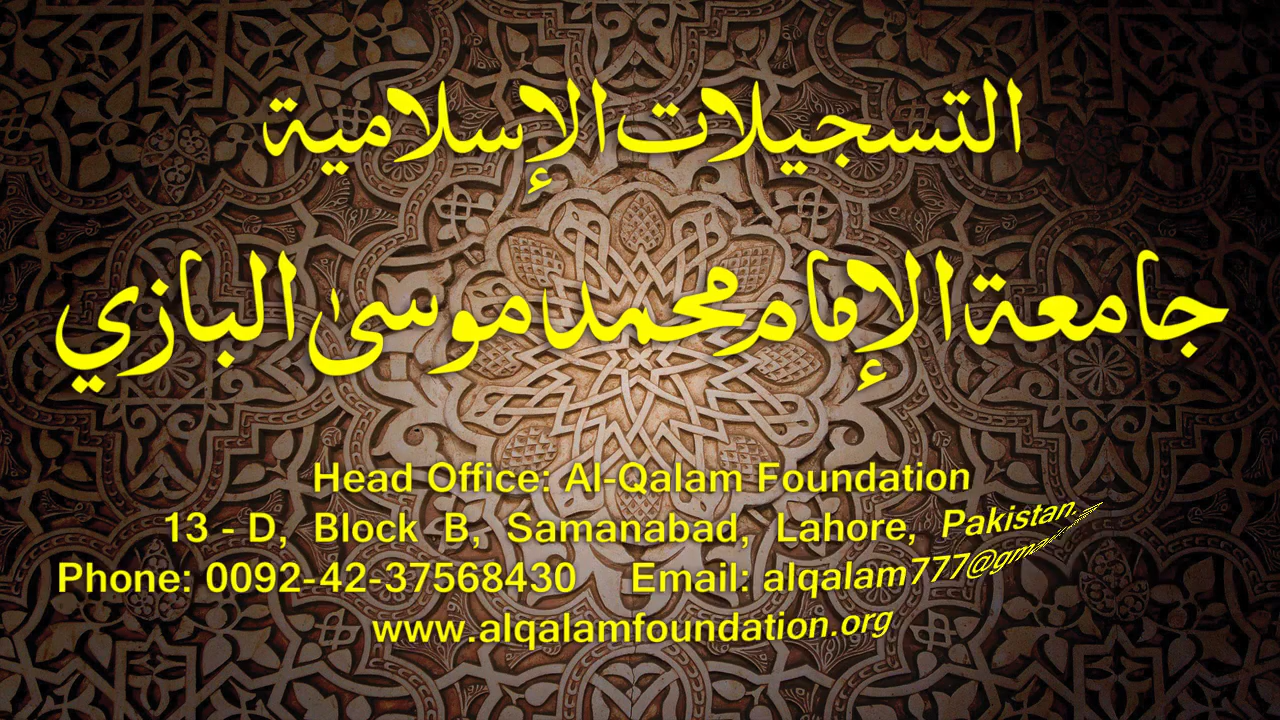 التسجيلات الإسلامية
جامعة الإمام محمد موسىٰ البازي
Head Office: Al-Qalam Foundation
13 - D, Block B, Samanabad, Lahore, Pakistan.
Phone: 0092-42-37568430 Email: alqalam777@gmail
www.alqalamfoundation.org